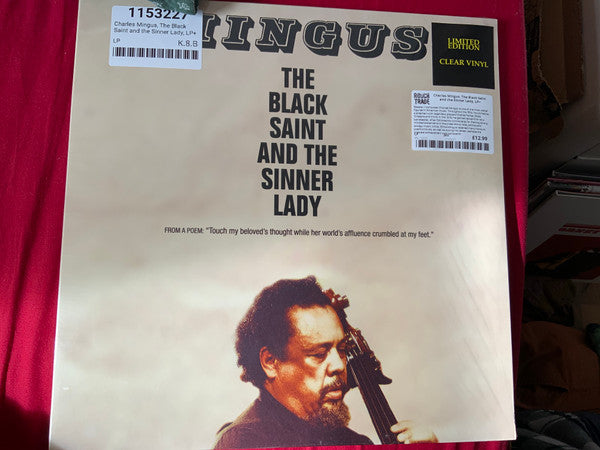 1153227
Charles Mingus, The Black
Saint and the Sinner Lady, LP+
LP
K.8.B
MINGUS
LIMITED
EDITION
CLEAR VINYL
ROUGH
TRADE
Charles Mingus, The Black Saint
and the Sinner Lady, LP+
£12.99
THE
BLACK
SAINT
AND THE
SINNER
LADY
FROM A POEM: "Touch my beloved's thought while her world's affluence crumbled at my feet."